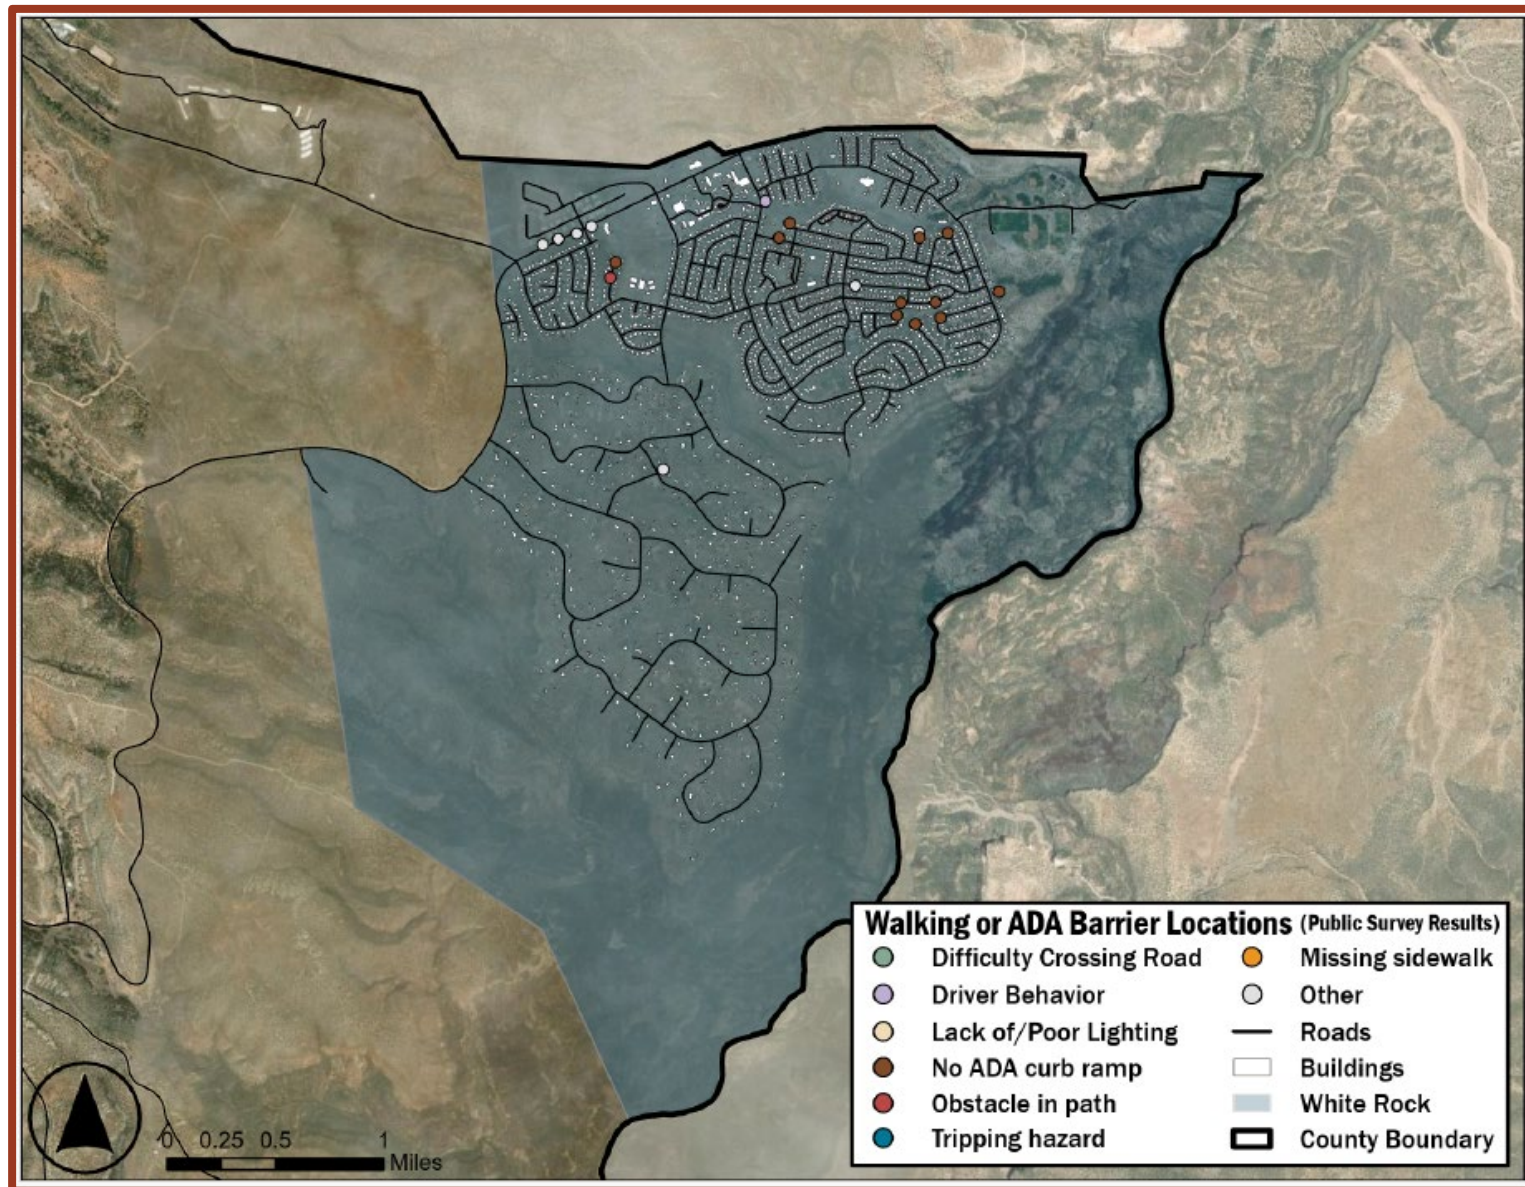 Walking or ADA Barrier Locations (Public Survey Results)
Difficulty Crossing Road
Driver Behavior
Lack of/Poor Lighting
No ADA curb ramp
Obstacle in path
Tripping hazard
Missing sidewalk
Other
Roads
Buildings
White Rock
County Boundary
0 0.25 0.5 1
Miles